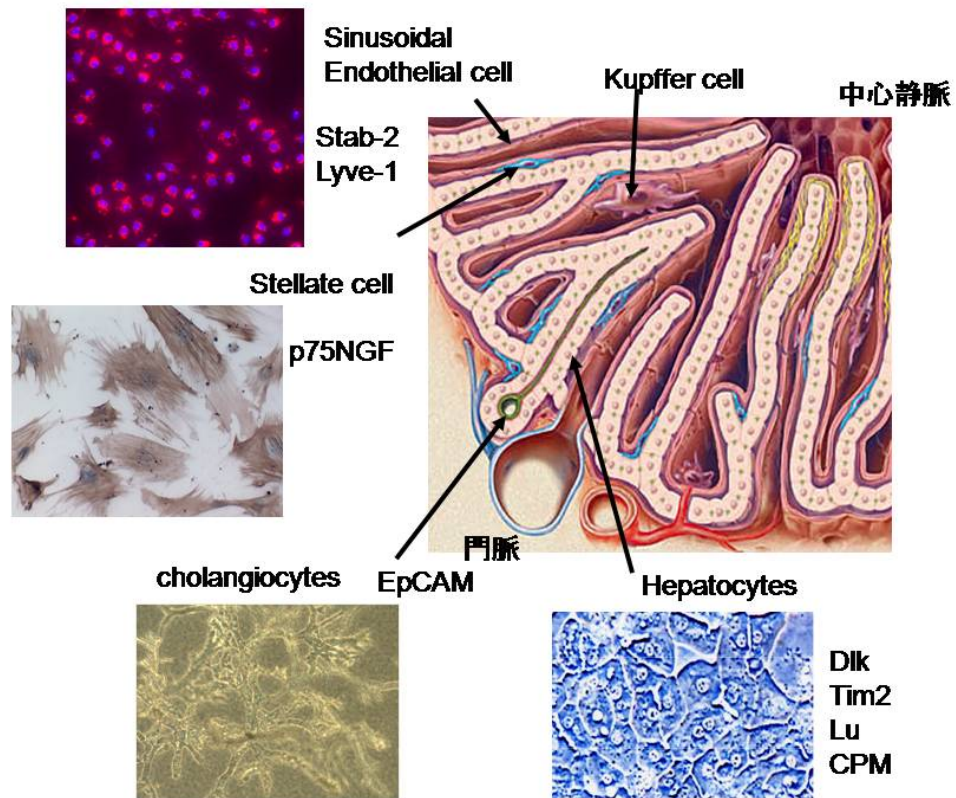 Sinusoidal
Endothelial cell
Kupffer cell
中心静脈
Stab-2
Lyve-1
Stellate cell
p75NGF
門脈
cholangiocytes
EpCAM
Hepatocytes
Dlk
Tim2
Lu
CPM